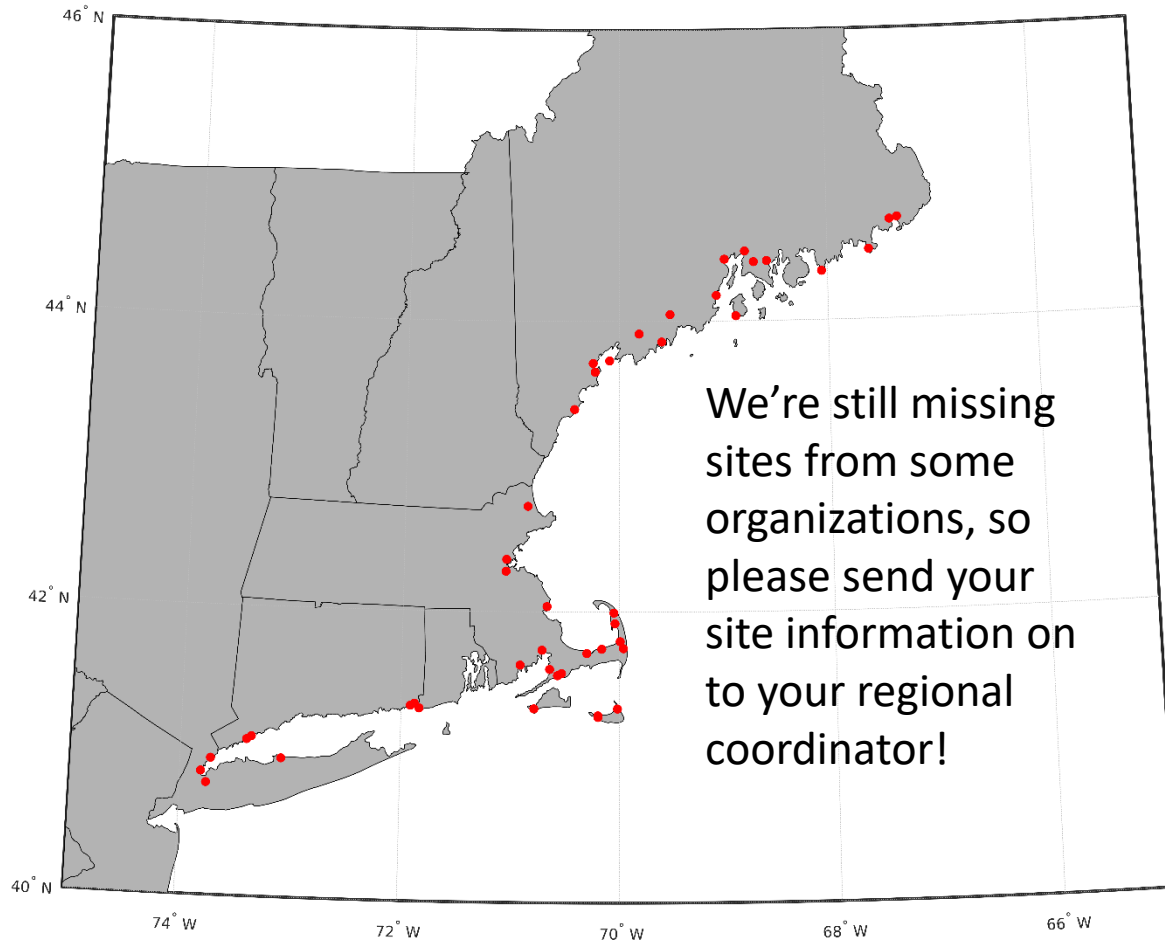 46° N
44° N
We’re still missing
sites from some
organizations, so
please send your
site information on
to your regional
coordinator!
42° N
40° N
74° W
72° W
70° W
68° W
66° W